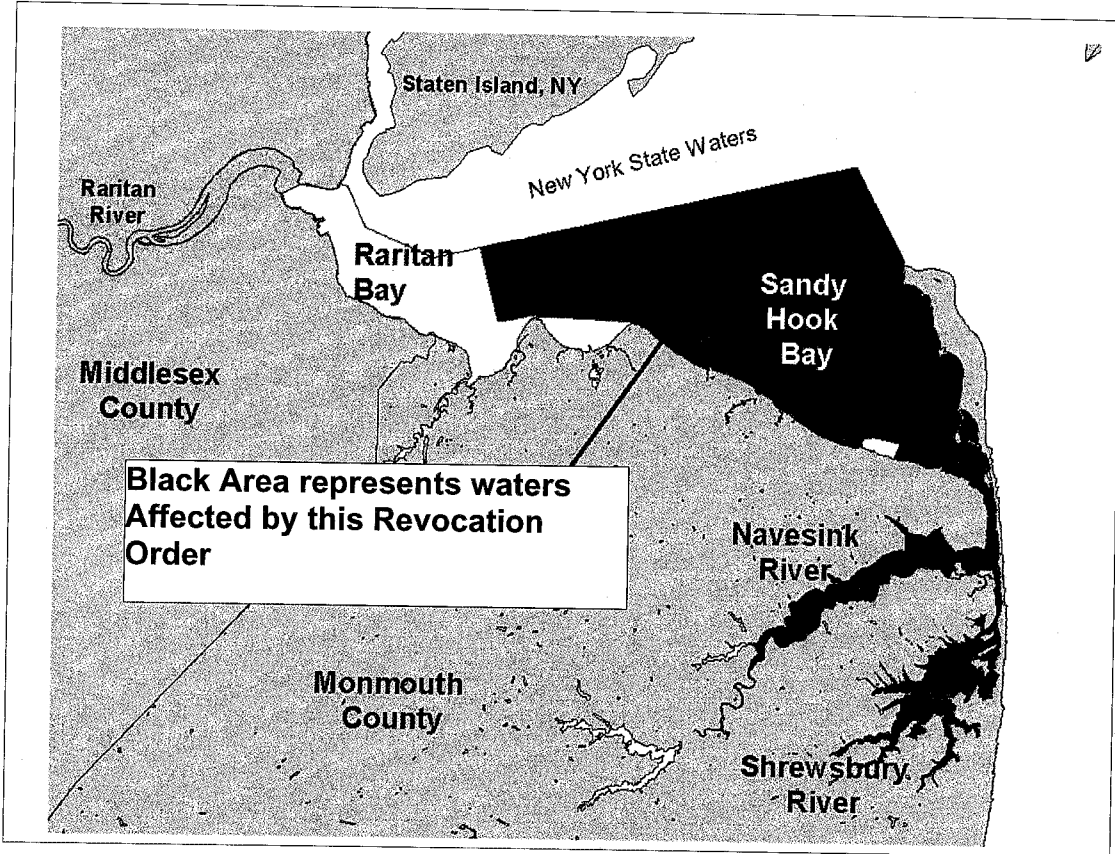 Staten Island, NY
New York State Waters
Raritan
River
Raritan
Bay
Sandy
Hook
Bay
Middlesex
County
Black Area represents waters
Affected by this Revocation
Order
Navesink
River
Monmouth
County
Shrewsbury
River